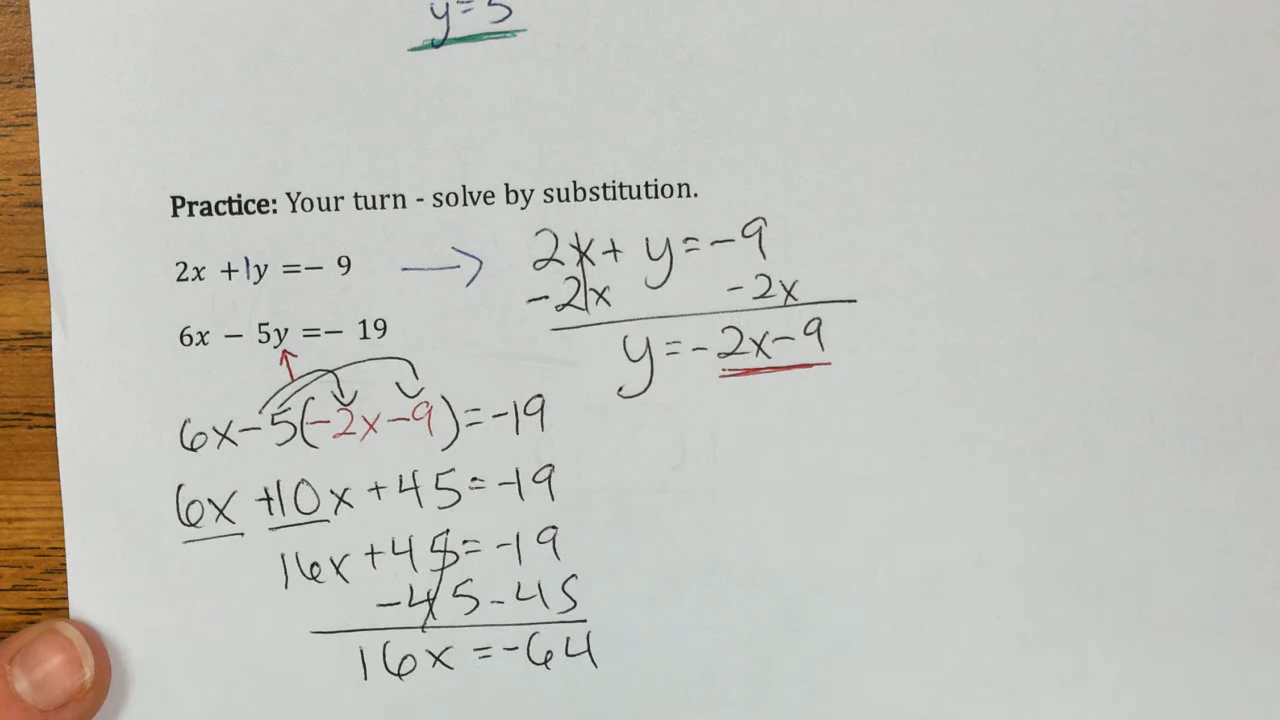 y=5
Practice: Your turn - solve by substitution.
2x +1y =− 9
2x + y = -9
-2x -2x
y = -2x-9
6x − 5y =− 19
6x-5(-2x-9)=-19
6x +10x+45=-19
16x+45=-19
-45-45
16x=-64